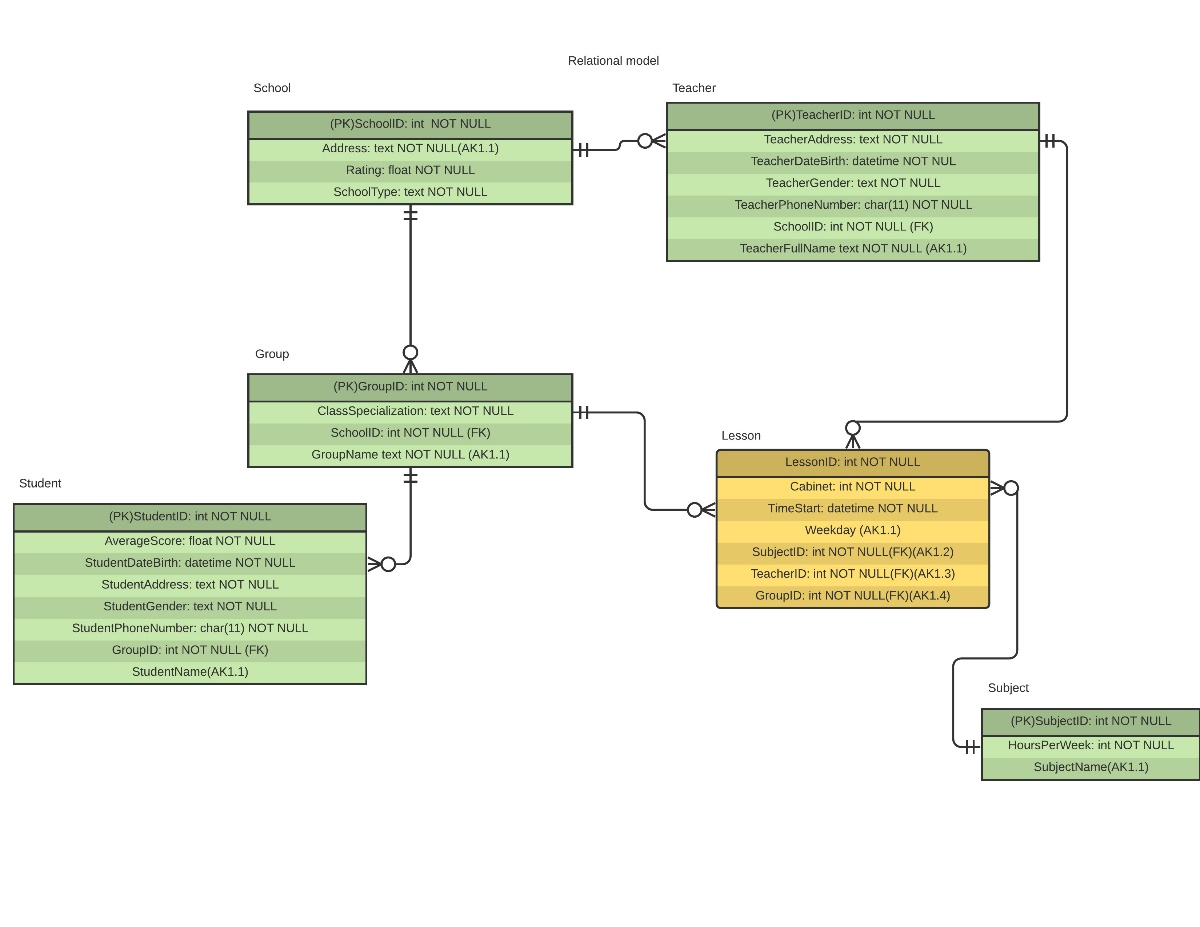 Relational model
School
(PK)SchoolID: int  NOT NULL
Address: text NOT NULL(AK1.1)
Rating: float NOT NULL
SchoolType: text NOT NULL
Teacher
(PK)TeacherID: int NOT NULL
TeacherAddress: text NOT NULL
TeacherDateBirth: datetime NOT NUL
TeacherGender: text NOT NULL
TeacherPhoneNumber: char(11) NOT NULL
SchoolID: int NOT NULL (FK)
TeacherFullName text NOT NULL (AK1.1)
Group
(PK)GroupID: int NOT NULL
ClassSpecialization: text NOT NULL
SchoolID: int NOT NULL (FK)
GroupName text NOT NULL (AK1.1)
Lesson
LessonID: int NOT NULL
Cabinet: int NOT NULL
TimeStart: datetime NOT NULL
Weekday (AK1.1)
SubjectID: int NOT NULL(FK)(AK1.2)
TeacherID: int NOT NULL(FK)(AK1.3)
GroupID: int NOT NULL(FK)(AK1.4)
Student
(PK)StudentID: int NOT NULL
AverageScore: float NOT NULL
StudentDateBirth: datetime NOT NULL
StudentAddress: text NOT NULL
StudentGender: text NOT NULL
StudentPhoneNumber: char(11) NOT NULL
GroupID: int NOT NULL (FK)
StudentName(AK1.1)
Subject
(PK)SubjectID: int NOT NULL
HoursPerWeek: int NOT NULL
SubjectName(AK1.1)